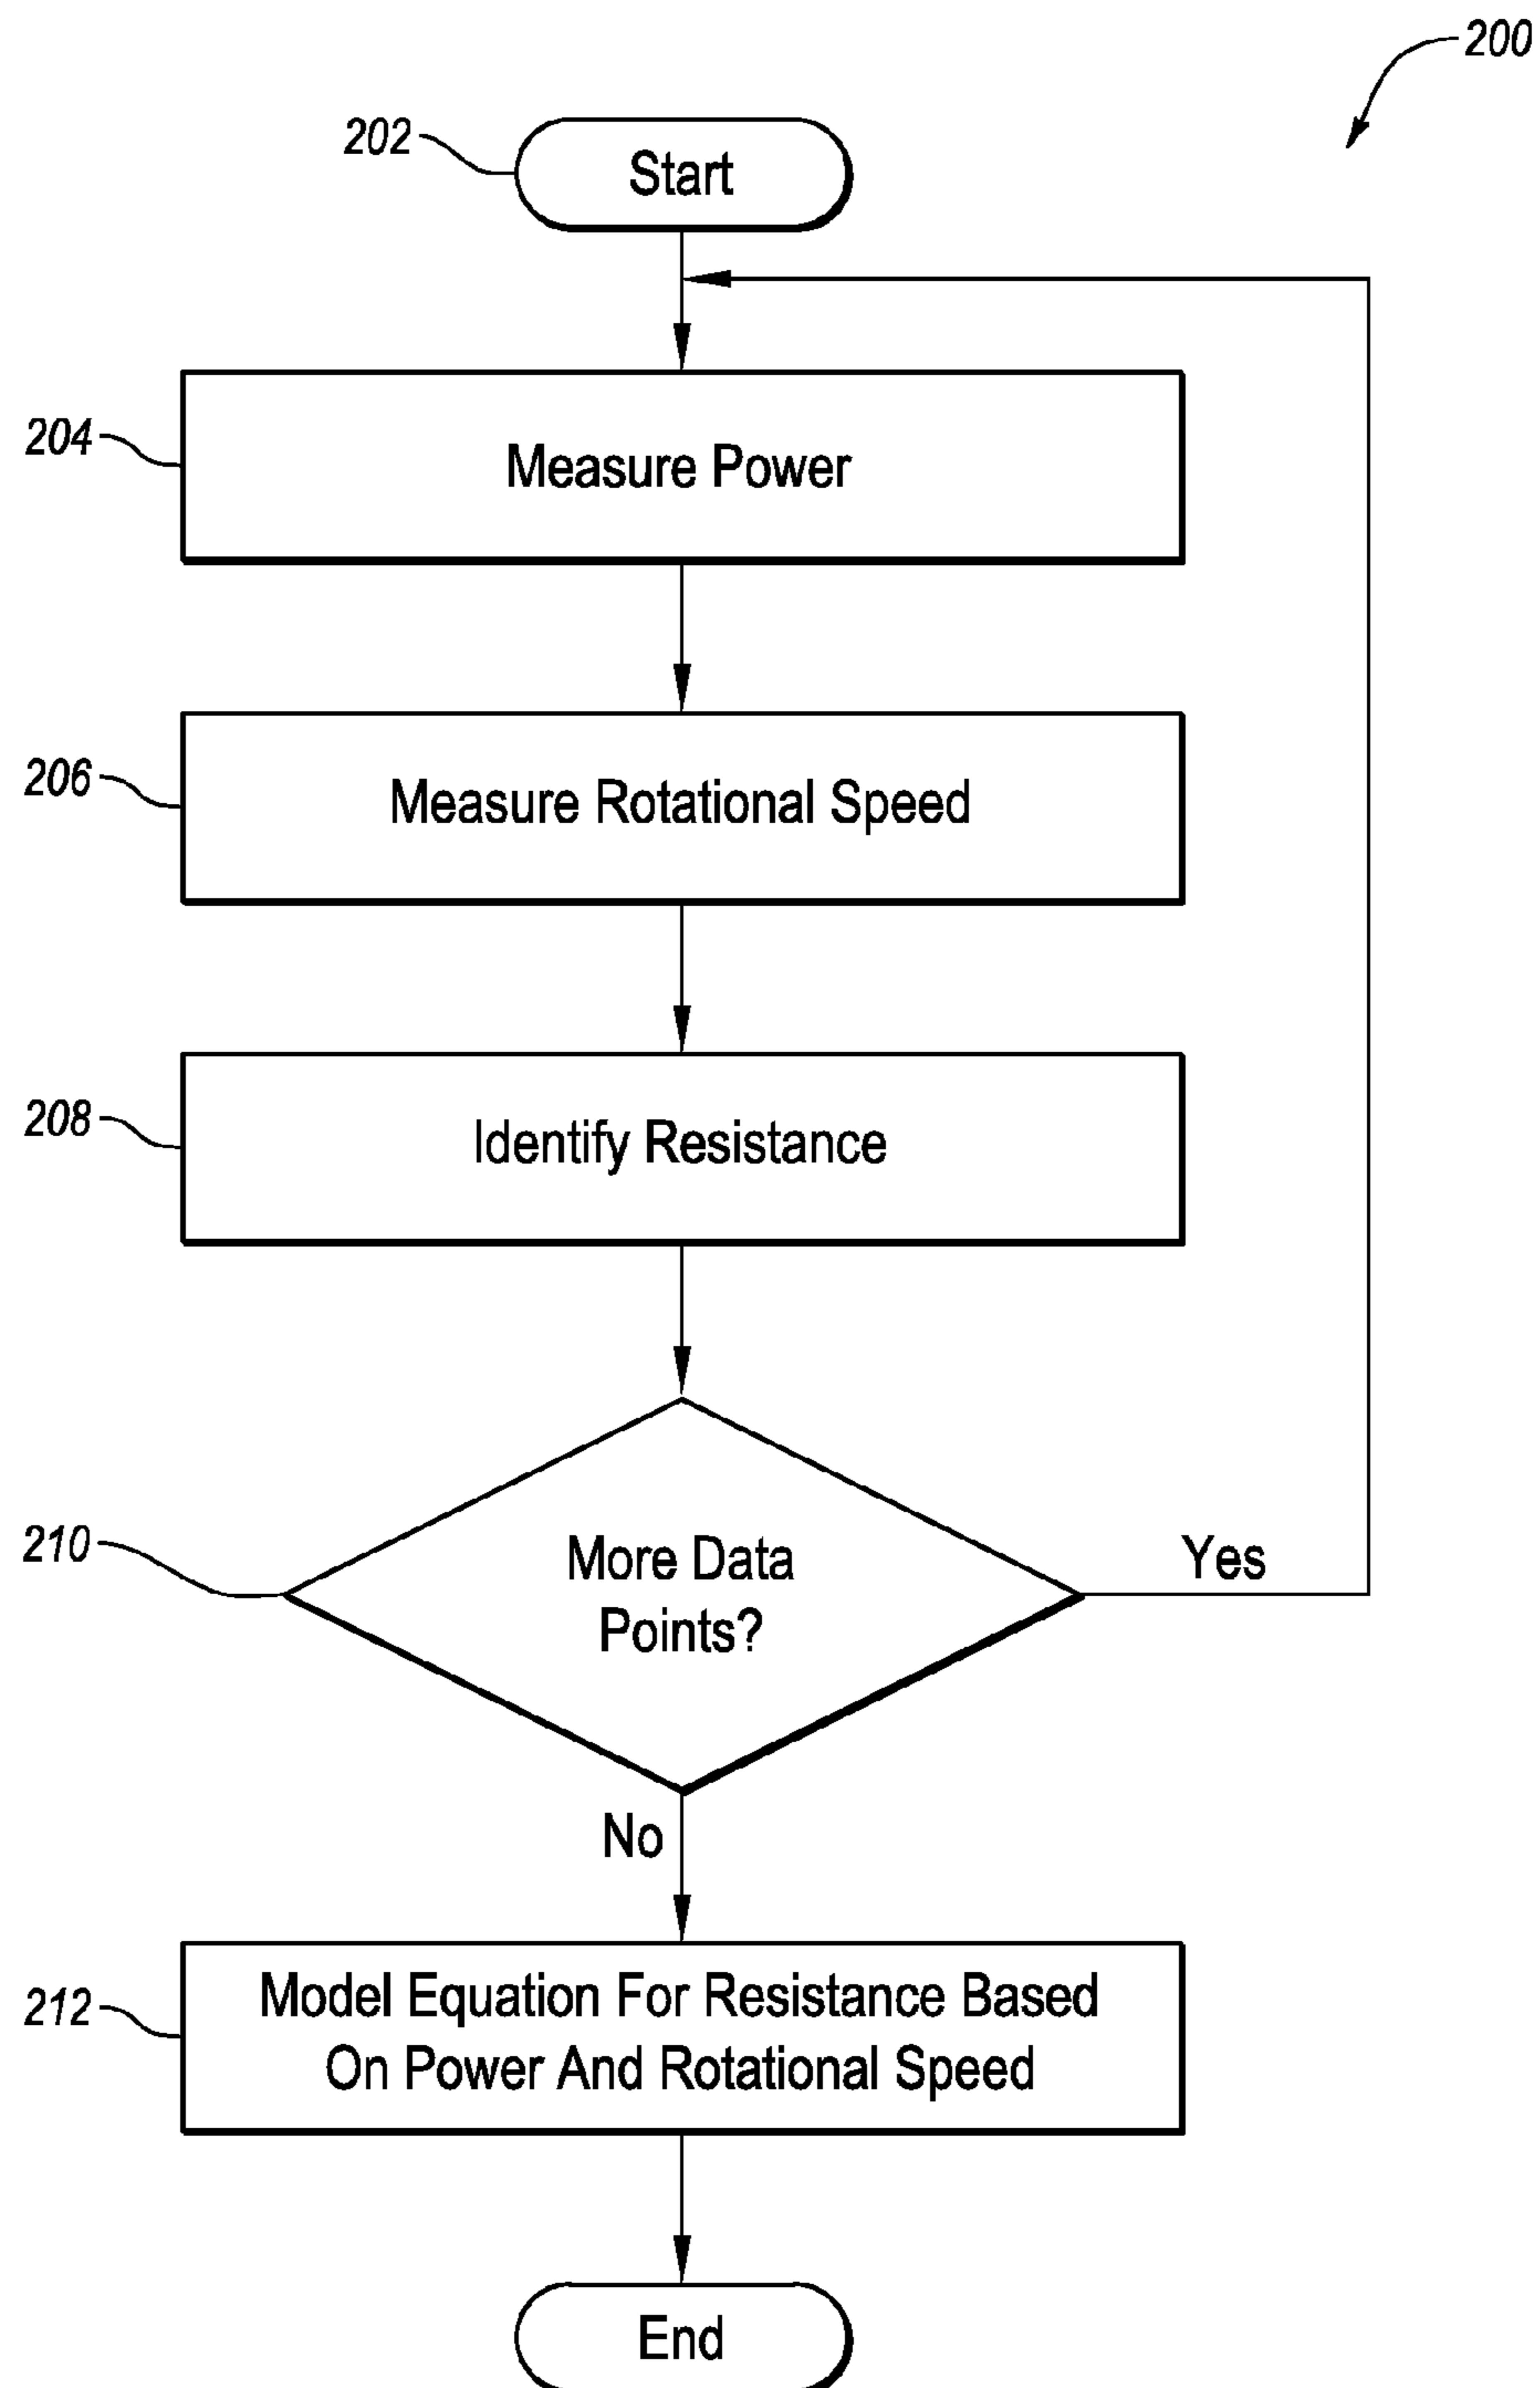 200
202
Start
204
Measure Power
206
Measure Rotational Speed
208
Identify Resistance
210
More Data
Points?
Yes
No
212
Model Equation For Resistance Based
On Power And Rotational Speed
End